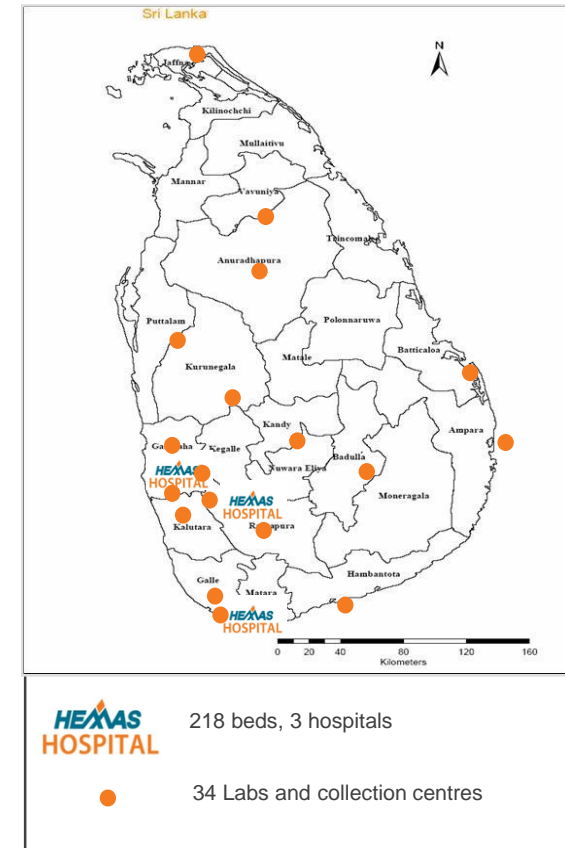 Sri Lanka
N
Jaffna
Kilinochchi
Mullaitivu
Mannar
Vavuniya
Trincomalee
Anuradhapura
Puttalam
Polonnaruwa
Batticaloa
Kurunegala
Matale
Kandy
Ampara
Kegalle
Badulla
HEMAS
HOSPITAL
Nuwara Eliya
Moneragala
HEMAS
HOSPITAL
Kalutara
Hambantota
Galle
Matara
HEMAS
HOSPITAL
0 20 40 80 120 160
Kilometers
HEMAS
HOSPITAL
218 beds, 3 hospitals
34 Labs and collection centres